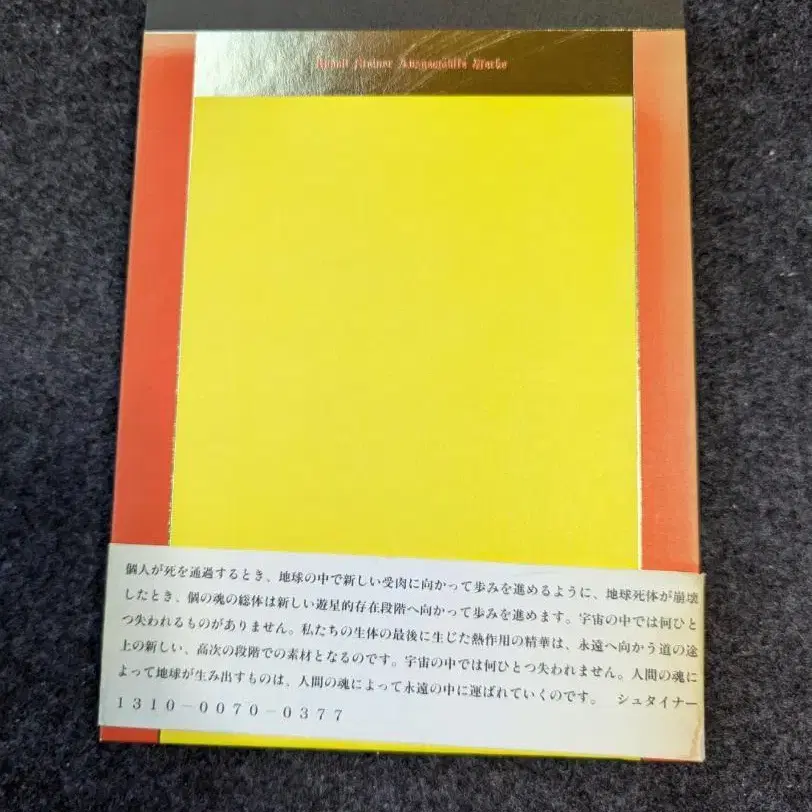 Rudolf Steiner Ausgewählte Werke
個人が死を通過するとき、地球の中で新しい受肉に向かって歩みを進めるように、地球死体が崩壊
したとき、個の魂の総体は新しい遊星的存在段階へ向かって歩みを進めます。宇宙の中では何ひと
つ失われるものがありません。私たちの生体の最後に生じた熱作用の精華は、永遠へ向かう道の途
上の新しい、高次の段階での素材となるのです。宇宙の中では何ひとつ失われません。人間の魂に
よって地球が生み出すものは、人間の魂によって永遠の中に運ばれていくのです。　シュタイナー
1310-0070-0377